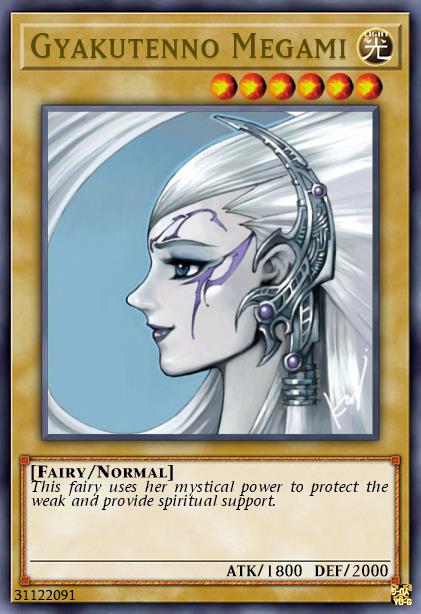 Gyakutenno Megami
LIGHT
光
[Fairy/Normal]
This fairy uses her mystical power to protect the
weak and provide spiritual support.
ATK/1800 DEF/2000
31122091